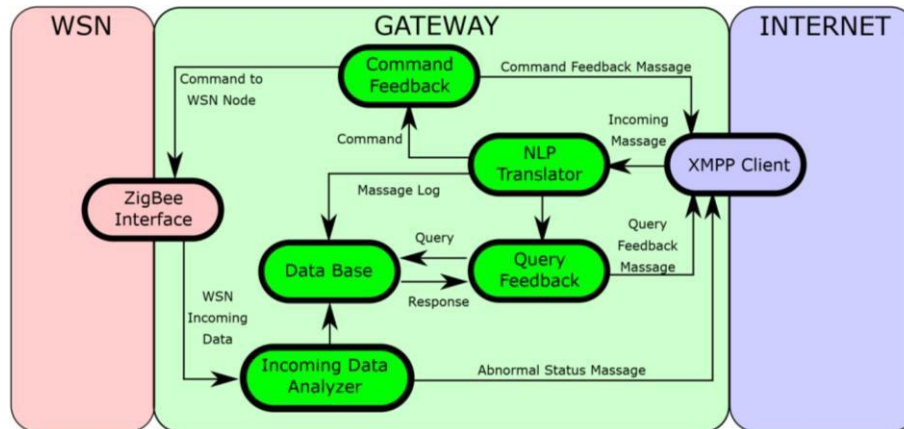 WSN
GATEWAY
INTERNET
Command
Feedback
Command to
WSN Node
Command Feedback Massage
Incoming
Massage
Command
NLP
Translator
XMPP Client
ZigBee
Interface
Massage Log
Query
Data Base
Query
Feedback
Query
Feedback
Massage
Response
WSN
Incoming
Data
Incoming Data
Analyzer
Abnormal Status Massage